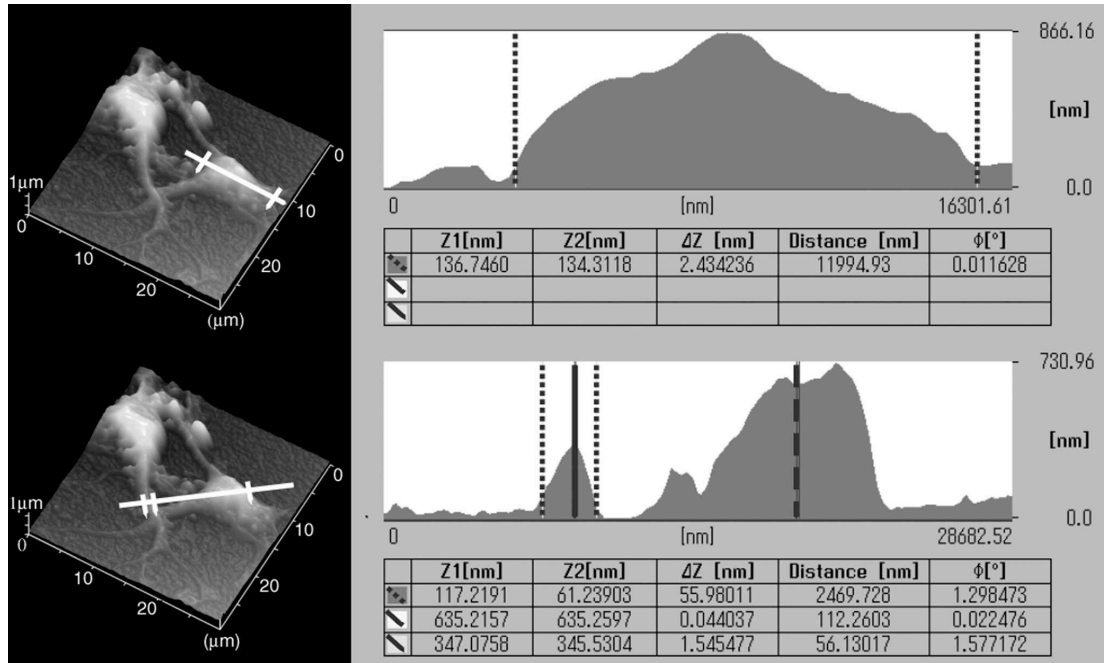 866.16
[nm]
0.0
0 [nm] 16301.61
Z1[nm] Z2[nm] ΔZ [nm] Distance [nm] ϕ[°]
136.7460 134.3118 2.434236 11994.93 0.011628
1μm
0
10
20
(μm)
0
10
20
730.96
[nm]
0.0
0 [nm] 28682.52
Z1[nm] Z2[nm] ΔZ [nm] Distance [nm] ϕ[°]
117.2191 61.23903 55.98011 2469.728 1.298473
635.2157 635.2597 0.044037 112.2603 0.022476
347.0758 345.5304 1.545477 56.13017 1.577172
1μm
0
10
20
(μm)
0
10
20